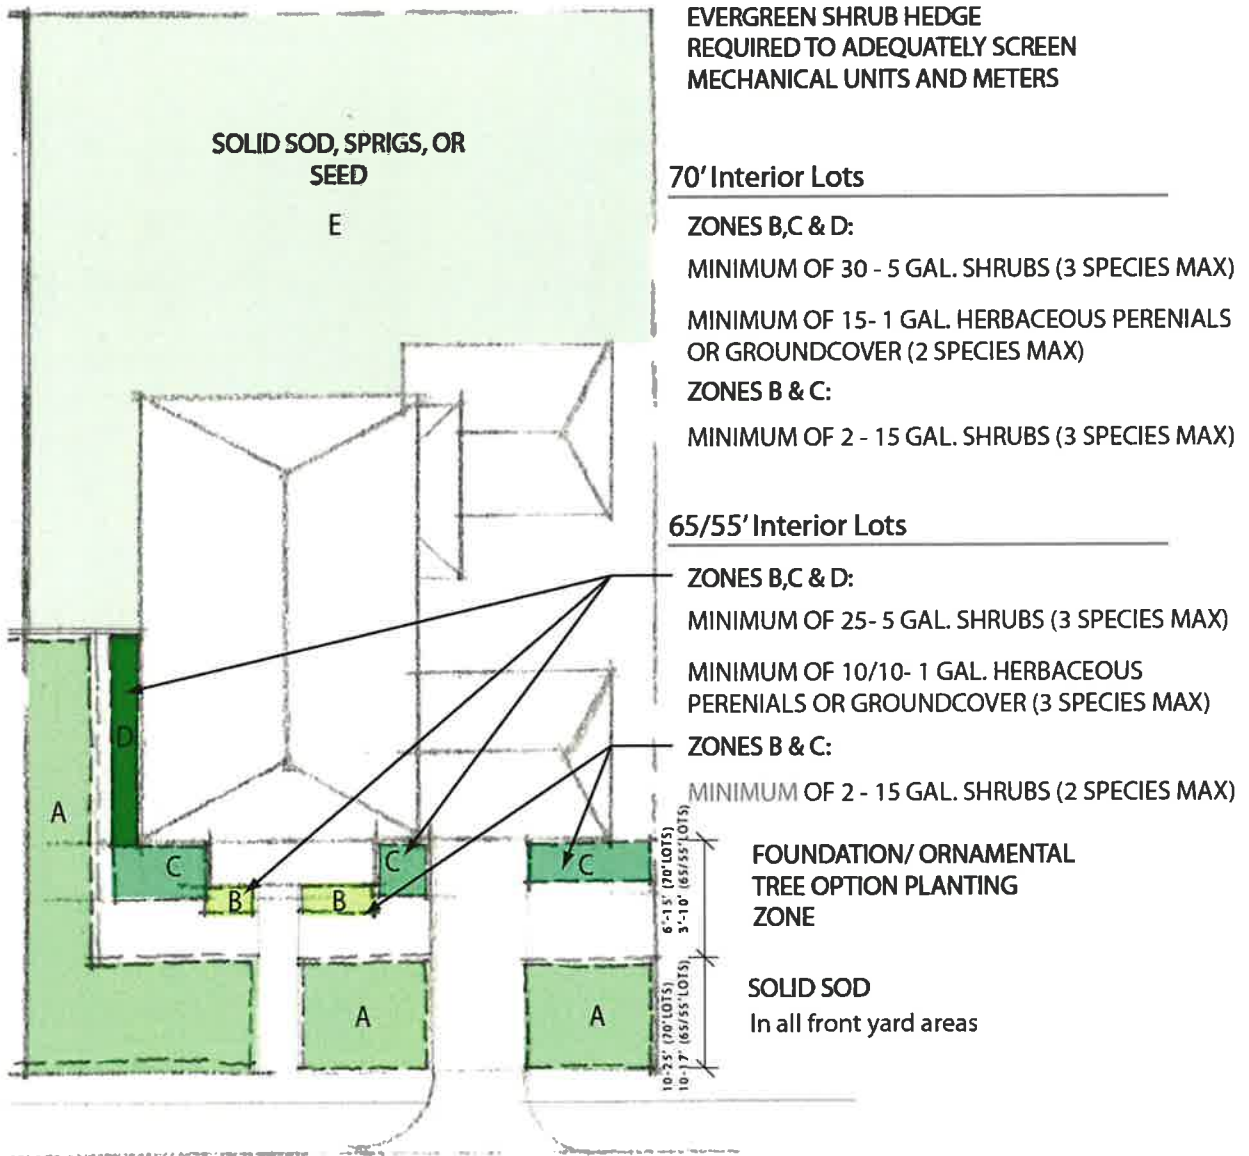 EVERGREEN SHRUB HEDGE
REQUIRED TO ADEQUATELY SCREEN
MECHANICAL UNITS AND METERS
SOLID SOD, SPRIGS, OR
SEED
E
70' Interior Lots
ZONES B,C & D:
MINIMUM OF 30 - 5 GAL. SHRUBS (3 SPECIES MAX)
MINIMUM OF 15- 1 GAL. HERBACEOUS PERENIALS
OR GROUNDCOVER (2 SPECIES MAX)
ZONES B & C:
MINIMUM OF 2 - 15 GAL. SHRUBS (3 SPECIES MAX)
65/55' Interior Lots
ZONES B,C & D:
MINIMUM OF 25- 5 GAL. SHRUBS (3 SPECIES MAX)
MINIMUM OF 10/10- 1 GAL. HERBACEOUS
PERENIALS OR GROUNDCOVER (3 SPECIES MAX)
ZONES B & C:
MINIMUM OF 2 - 15 GAL. SHRUBS (2 SPECIES MAX)
D
A
C
C
C
B
B
6'-15' (70'LOTS)
5'-10' (65/55'LOTS)
FOUNDATION/ ORNAMENTAL
TREE OPTION PLANTING
ZONE
A
A
10-25' (70'LOTS)
10-17' (65/55'LOTS)
SOLID SOD
In all front yard areas